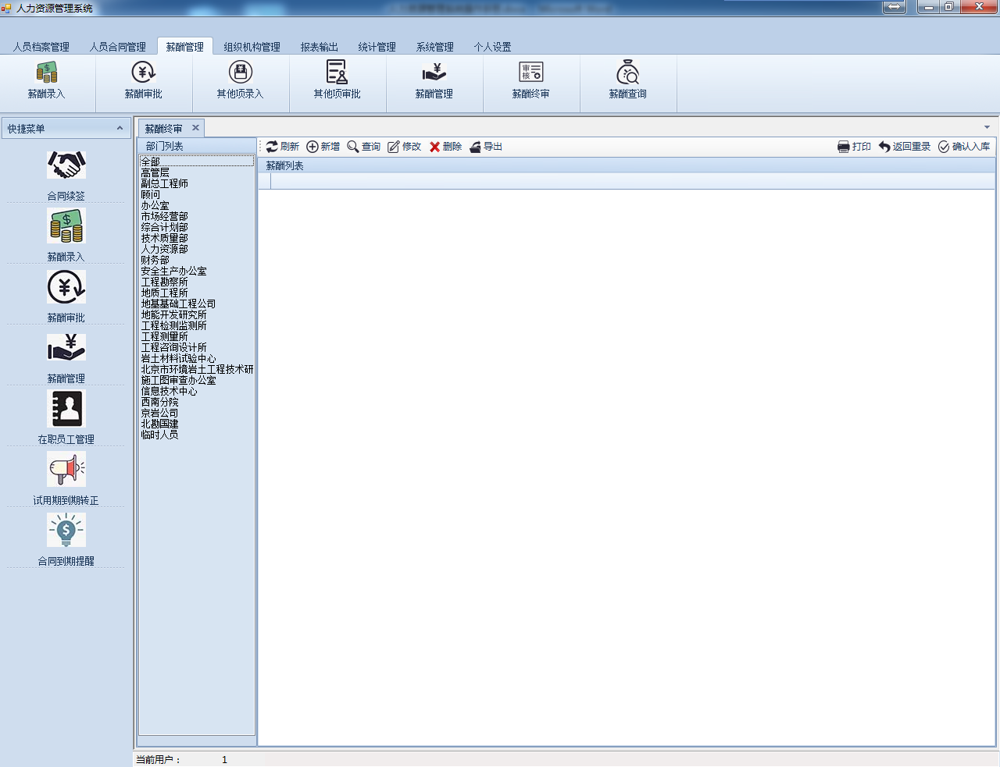 人力资源管理系统
人员档案管理 人员合同管理 薪酬管理 组织机构管理 报表输出 统计管理 系统管理 个人设置
薪酬录入 薪酬审批 其他项录入 其他项审批 薪酬管理 薪酬终审 薪酬查询
快捷菜单
合同续签
薪酬录入
薪酬审批
薪酬管理
在职员工管理
试用期到期转正
合同到期提醒
薪酬终审
部门列表
全部
高管层
副总工程师
顾问
办公室
市场经营部
综合计划部
技术质量部
人力资源部
财务部
安全生产办公室
工程勘察所
地质工程所
地基基础工程公司
地能开发研究所
工程检测监测所
工程测量所
工程咨询设计所
岩土材料试验中心
北京市环境岩土工程技术研
施工图审查办公室
信息技术中心
西南分院
京岩公司
北勘国建
临时人员
刷新 新增 查询 修改 删除 导出 打印 返回重录 确认入库
薪酬列表
当前用户： 1